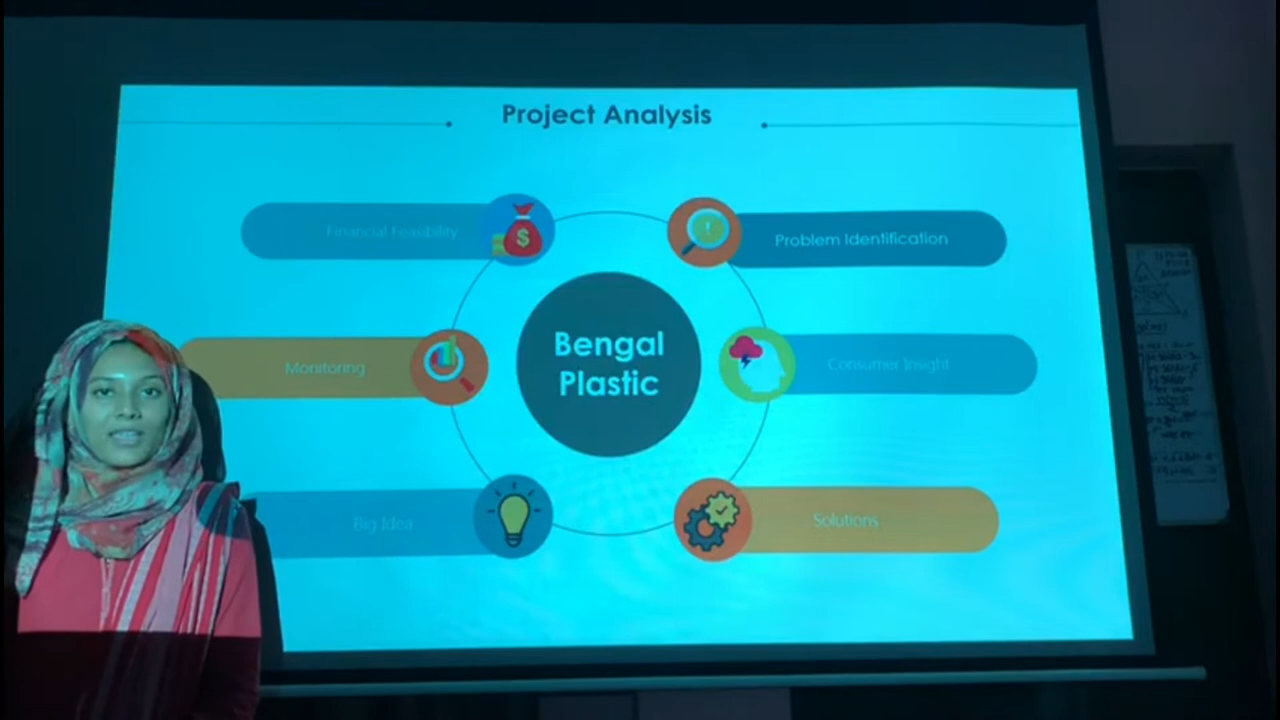 Project Analysis
Financial Feasibility
Problem Identification
Monitoring
Bengal
Plastic
Consumer Insight
Big Idea
Solutions